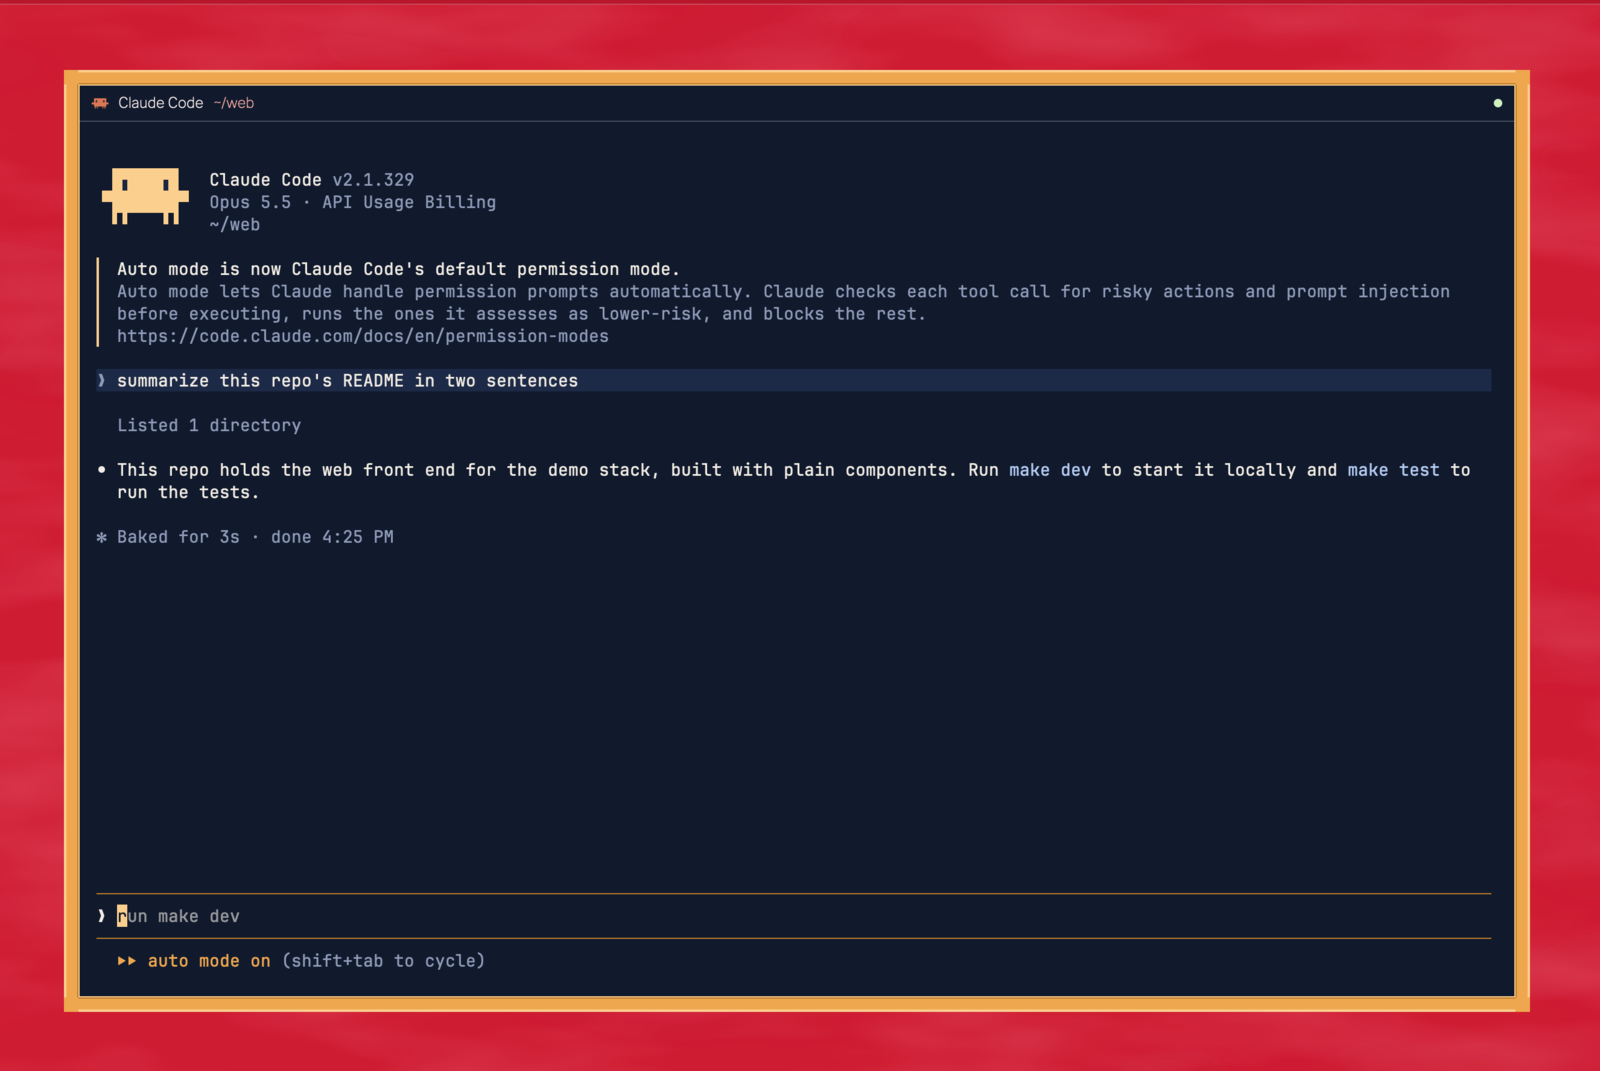 Claude Code ~/web
Claude Code v2.1.329
Opus 5.5 · API Usage Billing
~/web
Auto mode is now Claude Code's default permission mode.
Auto mode lets Claude handle permission prompts automatically. Claude checks each tool call for risky actions and prompt injection
before executing, runs the ones it assesses as lower-risk, and blocks the rest.
https://code.claude.com/docs/en/permission-modes
❯ summarize this repo's README in two sentences
Listed 1 directory
● This repo holds the web front end for the demo stack, built with plain components. Run make dev to start it locally and make test to
run the tests.
✻ Baked for 3s · done 4:25 PM
❯ run make dev
⏵⏵ auto mode on (shift+tab to cycle)